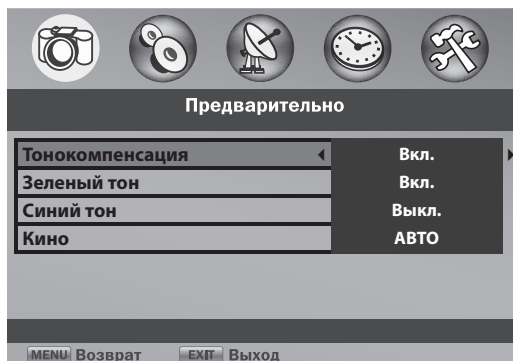 Предварительно
Тонокомпенсация Вкл.
Зеленый тон Вкл.
Синий тон Выкл.
Кино АВТО
MENU Возврат EXIT Выход